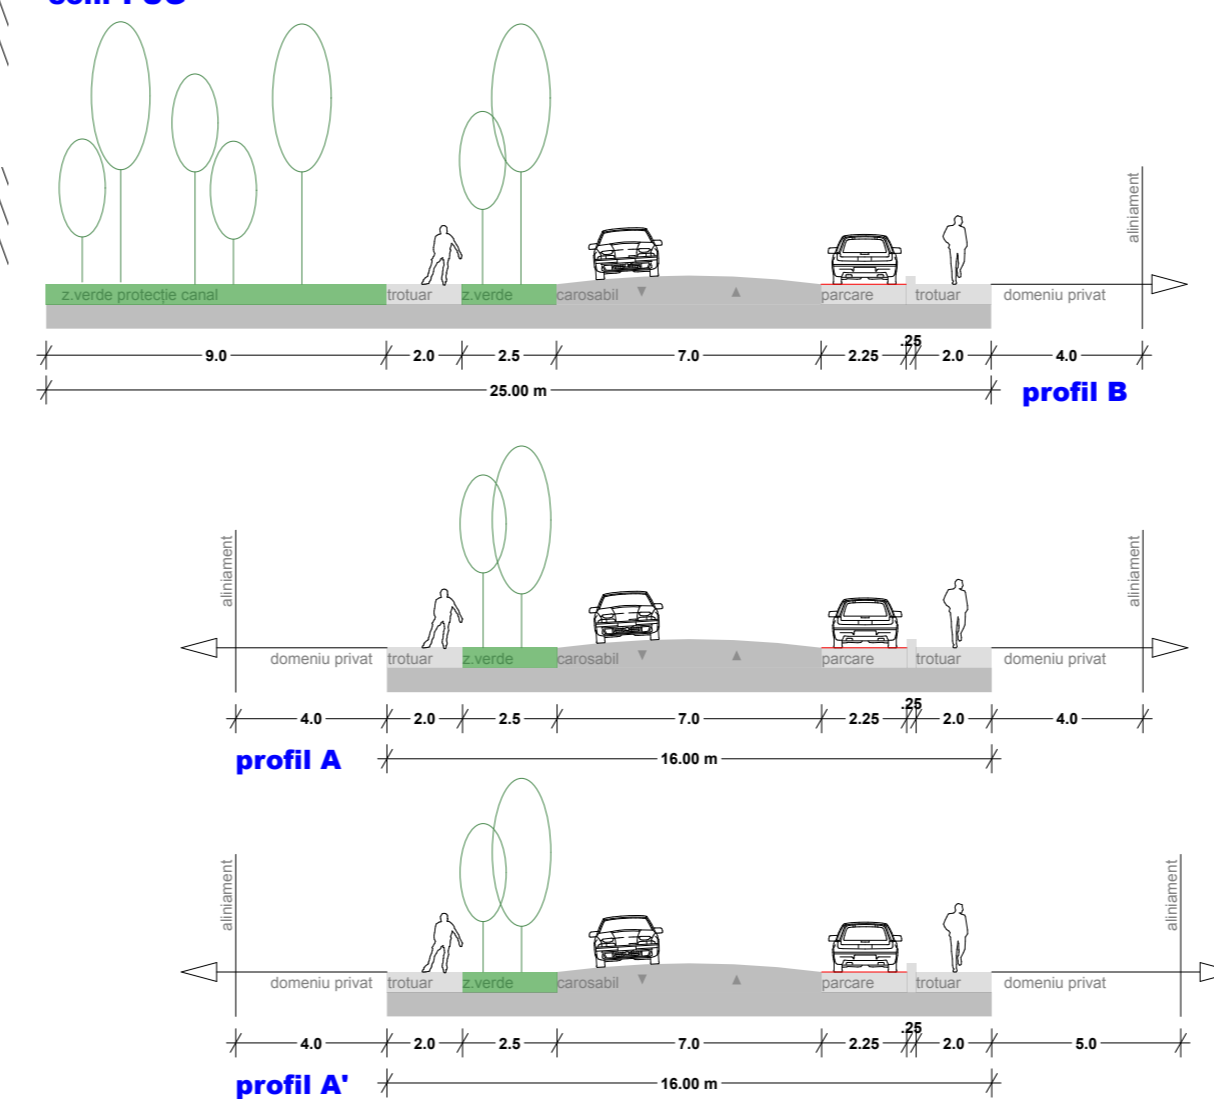 aliniament
z.verde protecție canal trotuar z.verde carosabil parcare trotuar domeniu privat
.25
9.0 2.0 2.5 7.0 2.25 2.0 4.0
25.00 m
profil B
aliniament aliniament
domeniu privat trotuar z.verde carosabil parcare trotuar domeniu privat
.25
4.0 2.0 2.5 7.0 2.25 2.0 4.0
profil A
16.00 m
aliniament aliniament
domeniu privat trotuar z.verde carosabil parcare trotuar domeniu privat
.25
4.0 2.0 2.5 7.0 2.25 2.0 5.0
profil A'
16.00 m